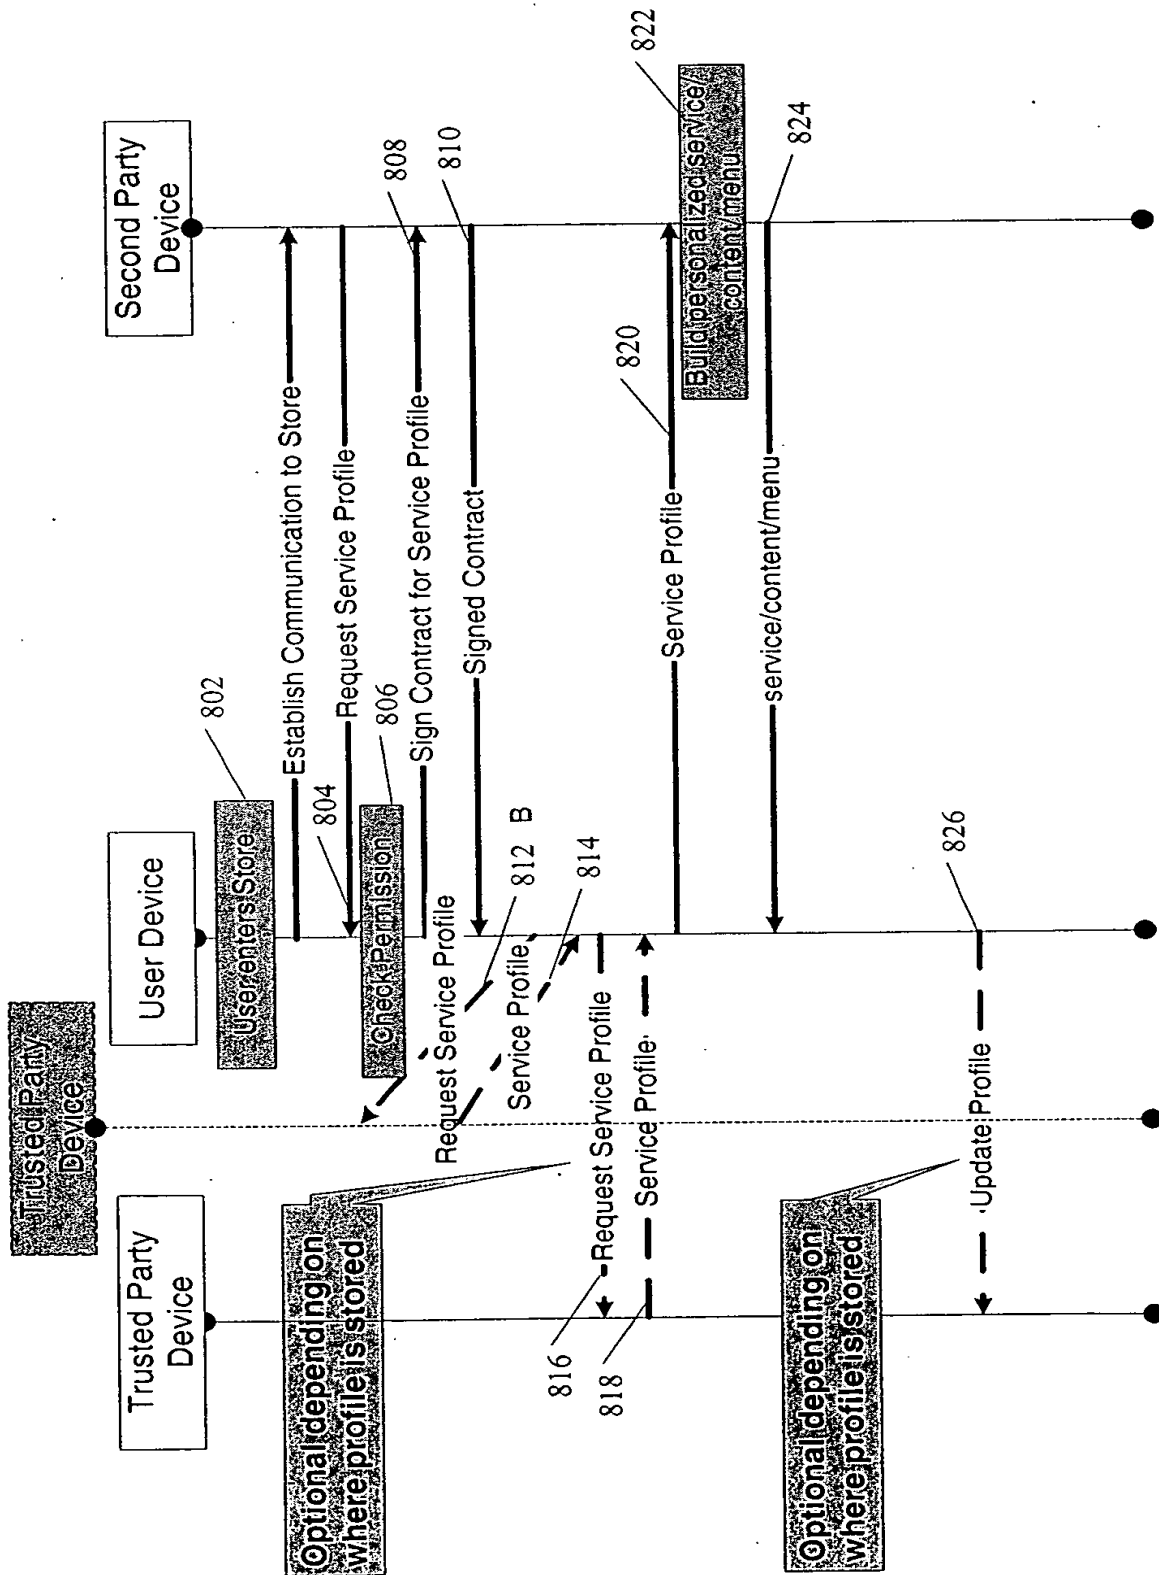 Trusted Party
Device
Trusted Party
Device
User Device
Second Party
Device
User enters Store
802
Establish Communication to Store
804
Request Service Profile
Check Permission
806
Sign Contract for Service Profile
808
Signed Contract
810
Request Service Profile
812 B
Service Profile
814
Optional depending on
where profile is stored
816
Request Service Profile
818
Service Profile
Service Profile
820
Build personalized service/
content/menu
822
service/content/menu
824
Optional depending on
where profile is stored
Update Profile
826